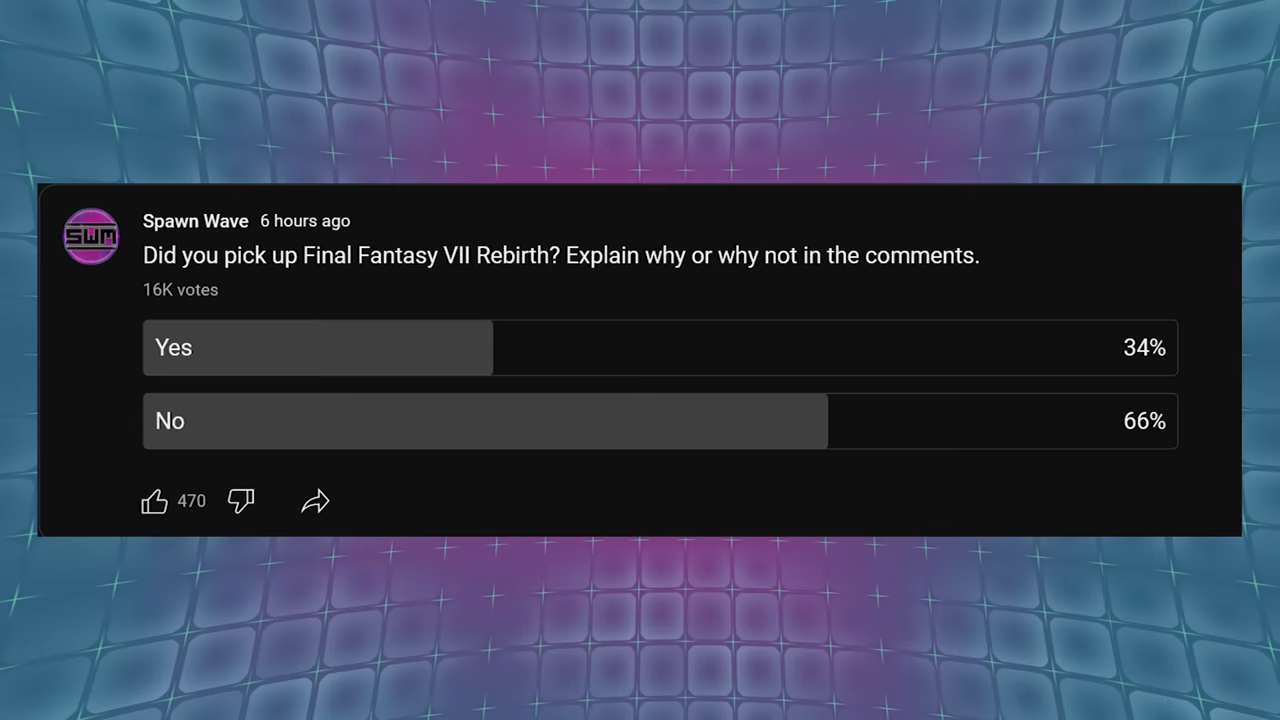 SWM
Spawn Wave 6 hours ago
Did you pick up Final Fantasy VII Rebirth? Explain why or why not in the comments.
16K votes
Yes 34%
No 66%
470